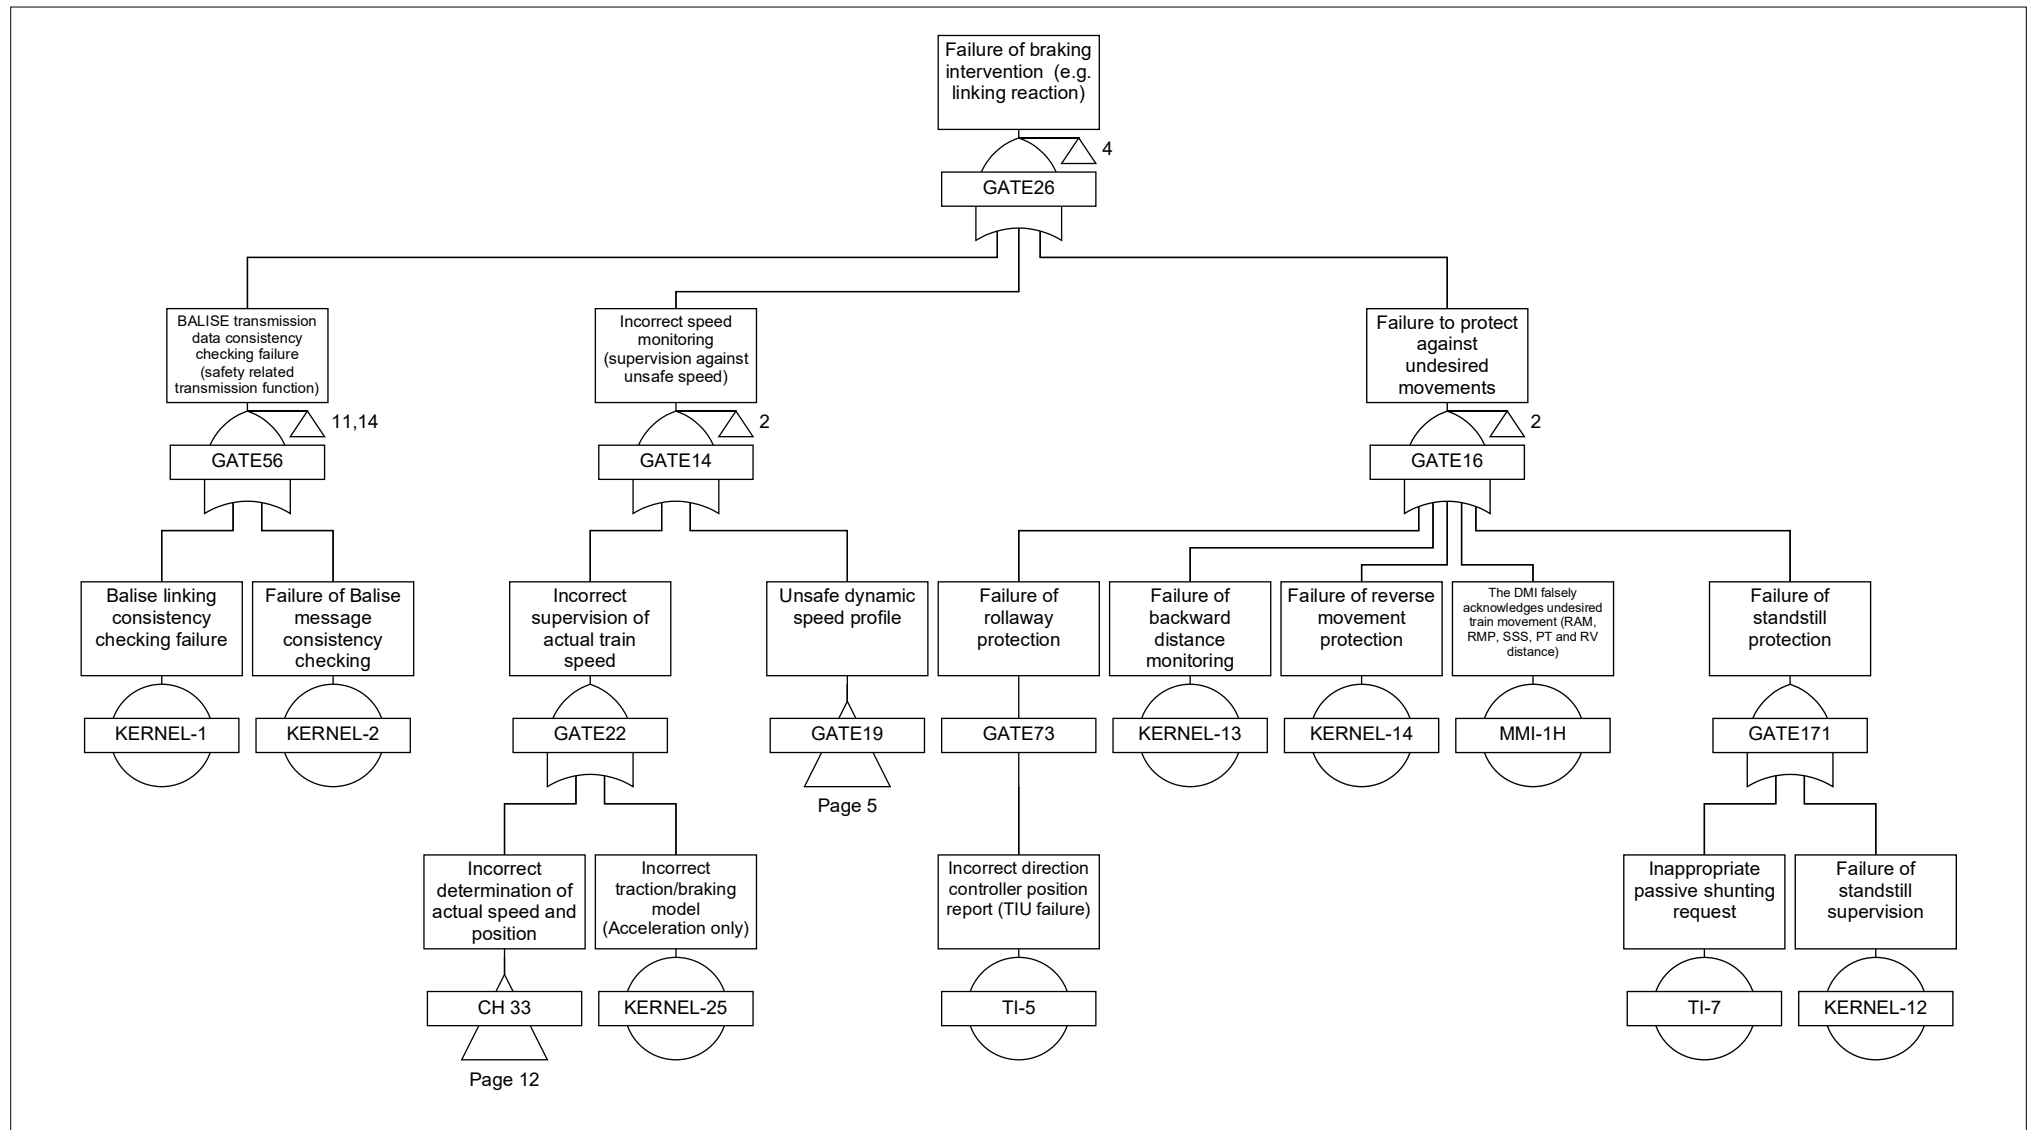 Failure of braking
intervention (e.g.
linking reaction)
4
GATE26
BALISE transmission
data consistency
checking failure
(safety related
transmission function)
11,14
GATE56
Incorrect speed
monitoring
(supervision against
unsafe speed)
2
GATE14
Failure to protect
against
undesired
movements
2
GATE16
Balise linking
consistency
checking failure
KERNEL-1
Failure of Balise
message
consistency
checking
KERNEL-2
Incorrect
supervision of
actual train
speed
GATE22
Unsafe dynamic
speed profile
GATE19
Page 5
Failure of
rollaway
protection
GATE73
Failure of
backward
distance
monitoring
KERNEL-13
Failure of reverse
movement
protection
KERNEL-14
The DMI falsely
acknowledges undesired
train movement (RAM,
RMP, SSS, PT and RV
distance)
MMI-1H
Failure of
standstill
protection
GATE171
Incorrect
determination of
actual speed and
position
CH 33
Page 12
Incorrect
traction/braking
model
(Acceleration only)
KERNEL-25
Incorrect direction
controller position
report (TIU failure)
TI-5
Inappropriate
passive shunting
request
TI-7
Failure of
standstill
supervision
KERNEL-12